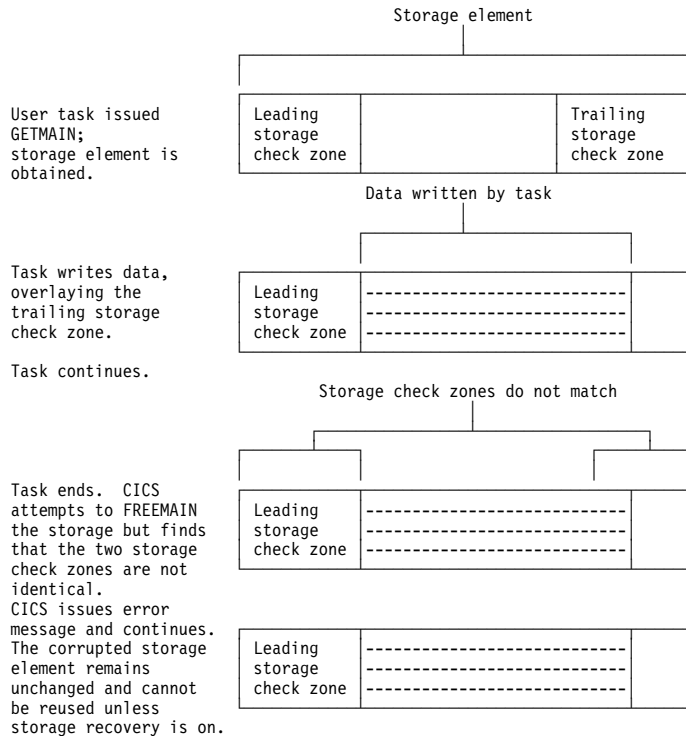 Storage element
User task issued
GETMAIN;
storage element is
obtained.
Leading
storage
check zone
Trailing
storage
check zone
Data written by task
Task writes data,
overlaying the
trailing storage
check zone.
Task continues.
Leading
storage
check zone
Storage check zones do not match
Task ends. CICS
attempts to FREEMAIN
the storage but finds
that the two storage
check zones are not
identical.
CICS issues error
message and continues.
The corrupted storage
element remains
unchanged and cannot
be reused unless
storage recovery is on.
Leading
storage
check zone
Leading
storage
check zone